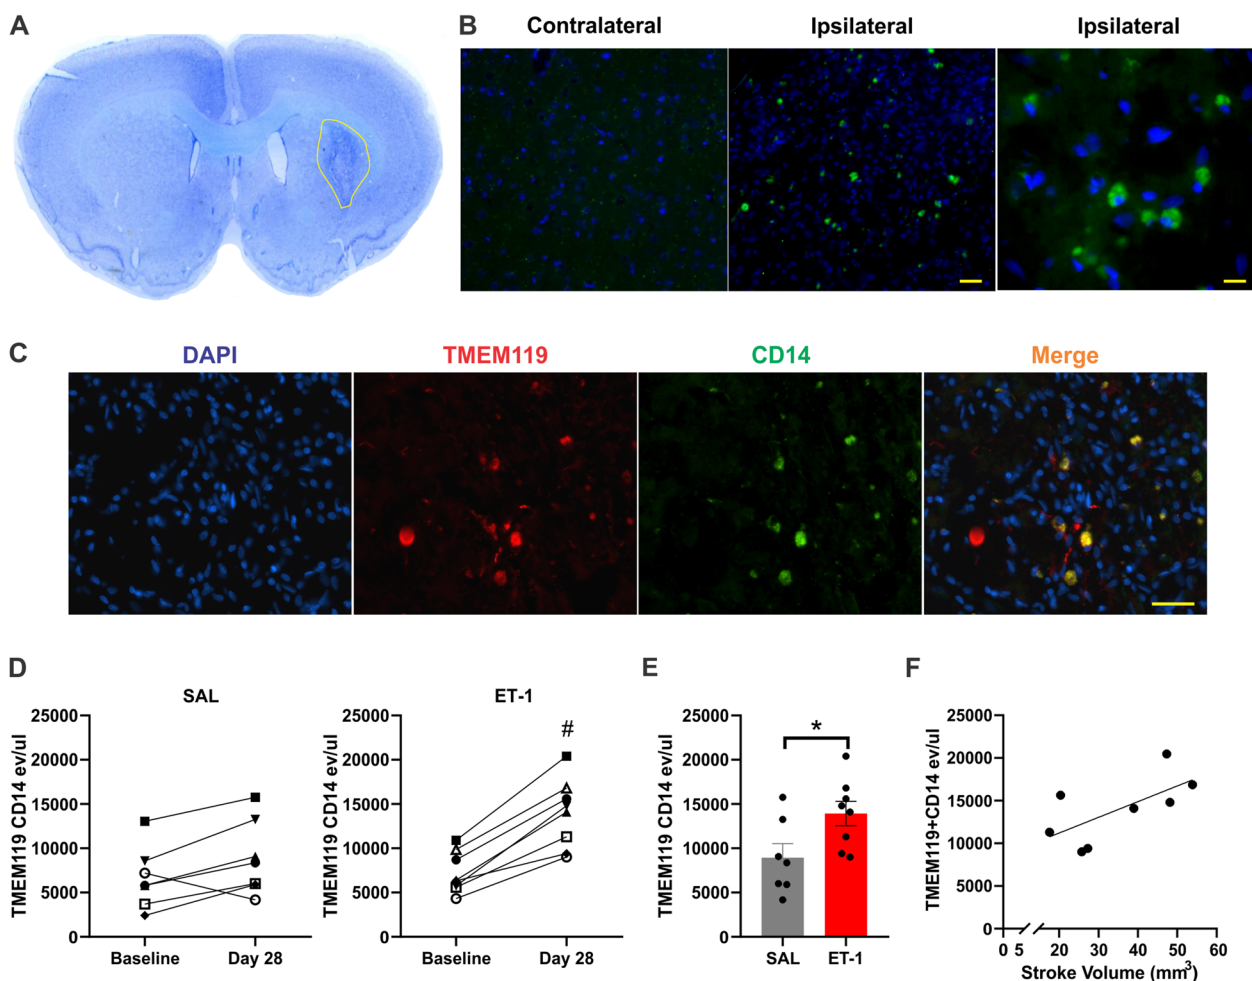 A
B
Contralateral
Ipsilateral
Ipsilateral
C
DAPI
TMEM119
CD14
Merge
D
SAL
TMEM119 CD14 ev/ul
25000
20000
15000
10000
5000
0
Baseline
Day 28
ET-1
#
TMEM119 CD14 ev/ul
25000
20000
15000
10000
5000
0
Baseline
Day 28
E
*
TMEM119 CD14 ev/ul
25000
20000
15000
10000
5000
0
SAL
ET-1
F
TMEM119+CD14 ev/ul
25000
20000
15000
10000
5000
0
0 5 20 30 40 50 60
Stroke Volume (mm³)